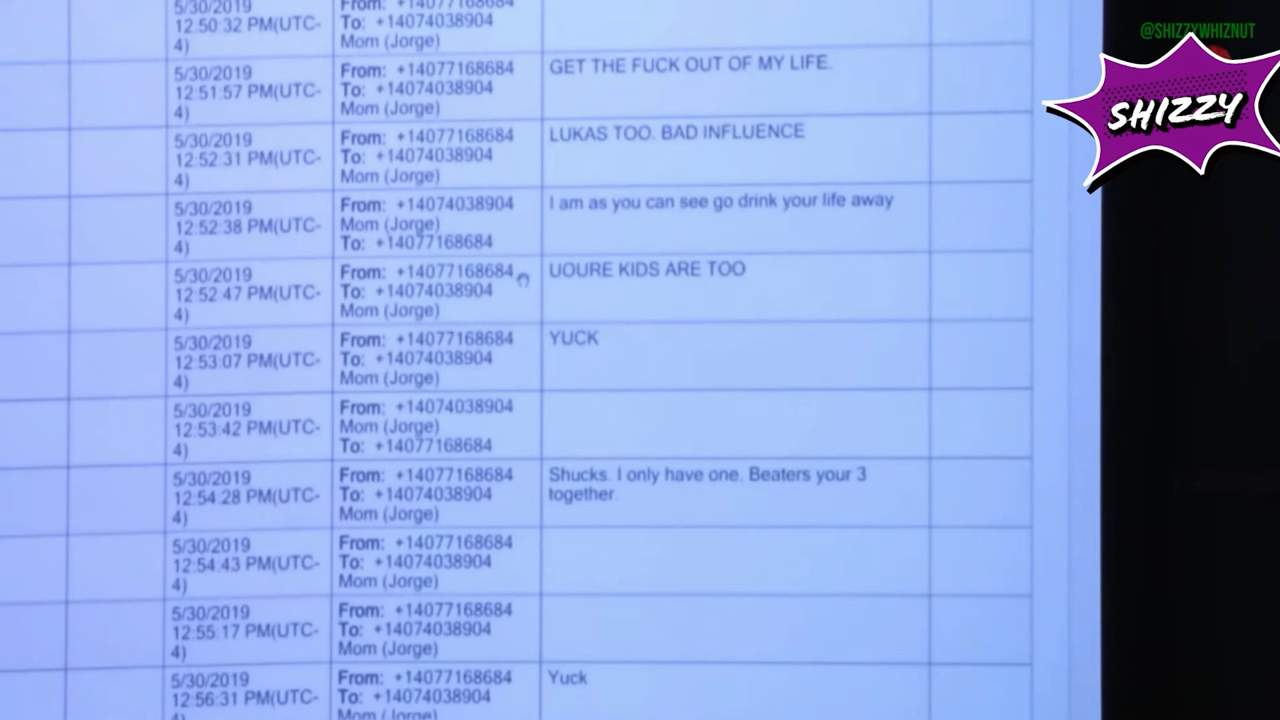 @SHIZZYWHIZNUT
SHIZZY
5/30/2019
12:50:32 PM(UTC-
4)
From: +14077168684
To: +14074038904
Mom (Jorge)
5/30/2019
12:51:57 PM(UTC-
4)
From: +14077168684
To: +14074038904
Mom (Jorge)
GET THE FUCK OUT OF MY LIFE.
5/30/2019
12:52:31 PM(UTC-
4)
From: +14077168684
To: +14074038904
Mom (Jorge)
LUKAS TOO. BAD INFLUENCE
5/30/2019
12:52:38 PM(UTC-
4)
From: +14074038904
Mom (Jorge)
To: +14077168684
I am as you can see go drink your life away
5/30/2019
12:52:47 PM(UTC-
4)
From: +14077168684
To: +14074038904
Mom (Jorge)
UOURE KIDS ARE TOO
5/30/2019
12:53:07 PM(UTC-
4)
From: +14077168684
To: +14074038904
Mom (Jorge)
YUCK
5/30/2019
12:53:42 PM(UTC-
4)
From: +14074038904
Mom (Jorge)
To: +14077168684
5/30/2019
12:54:28 PM(UTC-
4)
From: +14077168684
To: +14074038904
Mom (Jorge)
Shucks. I only have one. Beaters your 3
together.
5/30/2019
12:54:43 PM(UTC-
4)
From: +14077168684
To: +14074038904
Mom (Jorge)
5/30/2019
12:55:17 PM(UTC-
4)
From: +14077168684
To: +14074038904
Mom (Jorge)
5/30/2019
12:56:31 PM(UTC-
4)
From: +14077168684
To: +14074038904
Mom (Jorge)
Yuck